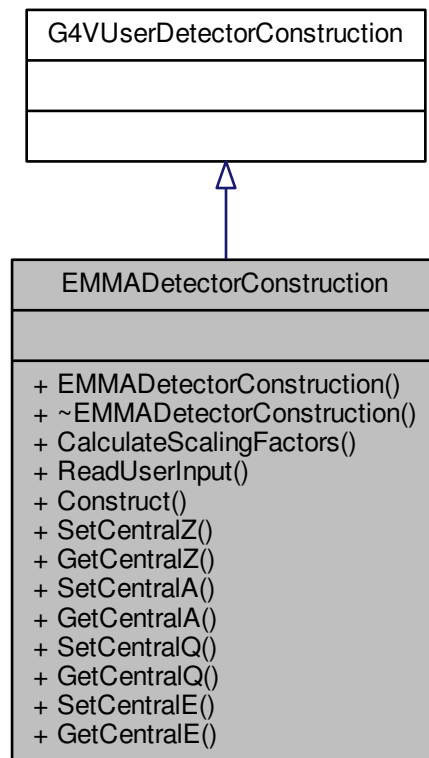 G4VUserDetectorConstruction
EMMADetectorConstruction
+ EMMADetectorConstruction()
+ ~EMMADetectorConstruction()
+ CalculateScalingFactors()
+ ReadUserInput()
+ Construct()
+ SetCentralZ()
+ GetCentralZ()
+ SetCentralA()
+ GetCentralA()
+ SetCentralQ()
+ GetCentralQ()
+ SetCentralE()
+ GetCentralE()